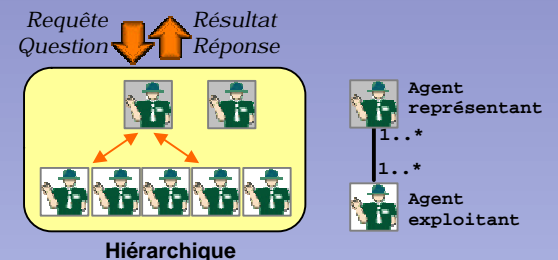 Requête
Question
Résultat
Réponse
Agent
représentant
1..*
1..*
Agent
exploitant
Hiérarchique